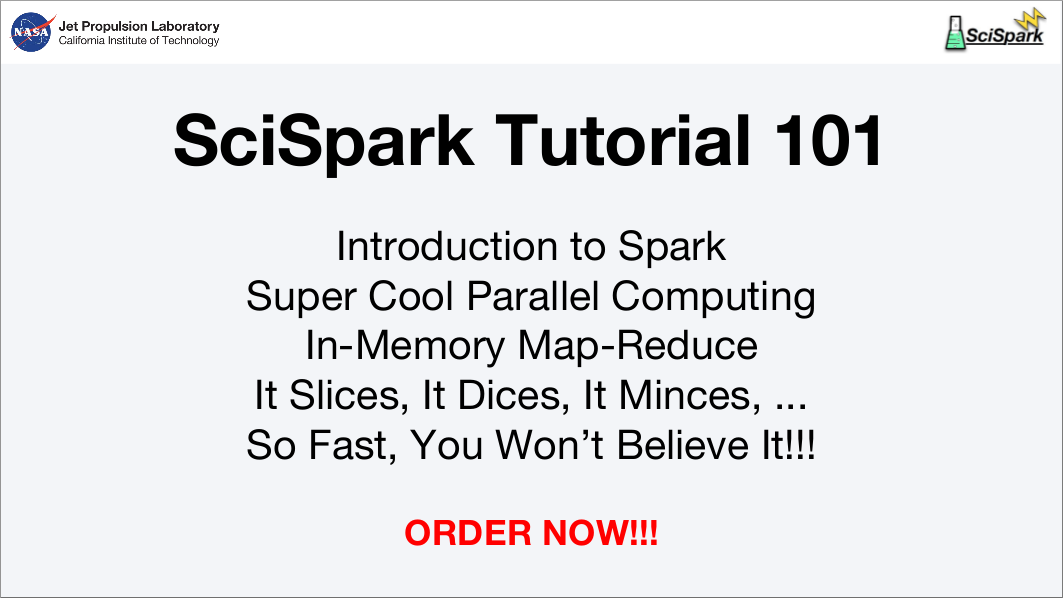 NASA
Jet Propulsion Laboratory
California Institute of Technology
SciSpark
SciSpark Tutorial 101
Introduction to Spark
Super Cool Parallel Computing
In-Memory Map-Reduce
It Slices, It Dices, It Minces, ...
So Fast, You Won’t Believe It!!!
ORDER NOW!!!